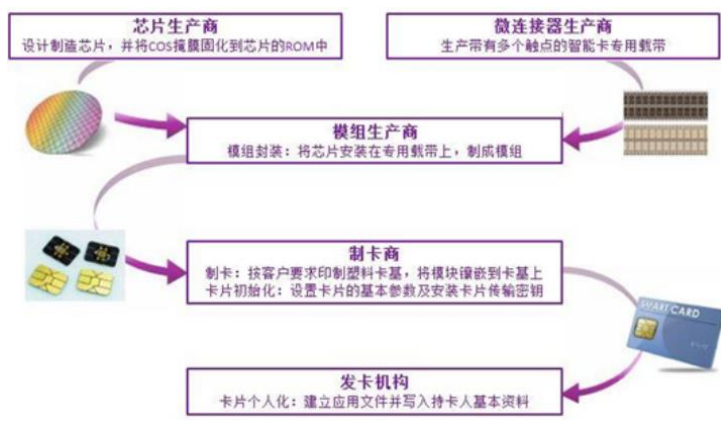 芯片生产商
设计制造芯片，并将COS掩膜固化到芯片的ROM中
微连接器生产商
生产带有多个触点的智能卡专用载带
模组生产商
模组封装：将芯片安装在专用载带上，制成模组
制卡商
制卡：按客户要求印制塑料卡基，将模块镶嵌到卡基上
卡片初始化：设置卡片的基本参数及安装卡片传输密钥
SMART CARD
发卡机构
卡片个人化：建立应用文件并写入持卡人基本资料